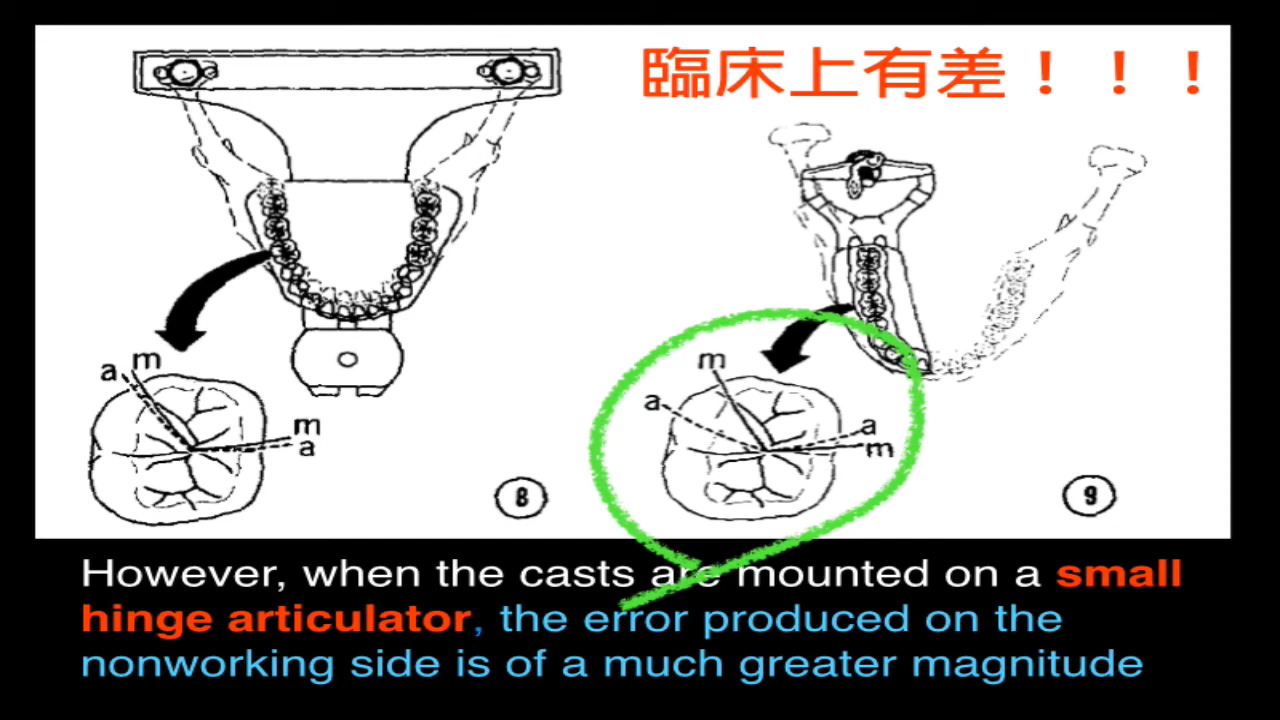 臨床上有差！！！
a m
m
a
8
m
a
a
m
9
However, when the casts are mounted on a small
hinge articulator, the error produced on the
nonworking side is of a much greater magnitude